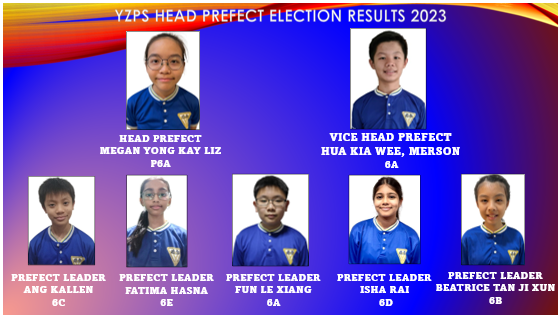 YZPS HEAD PREFECT ELECTION RESULTS 2023
HEAD PREFECT
MEGAN YONG KAY LIZ
P6A
VICE HEAD PREFECT
HUA KIA WEE, MERSON
6A
PREFECT LEADER
ANG KALLEN
6C
PREFECT LEADER
FATIMA HASNA
6E
PREFECT LEADER
FUN LE XIANG
6A
PREFECT LEADER
ISHA RAI
6D
PREFECT LEADER
BEATRICE TAN JI XUN
6B